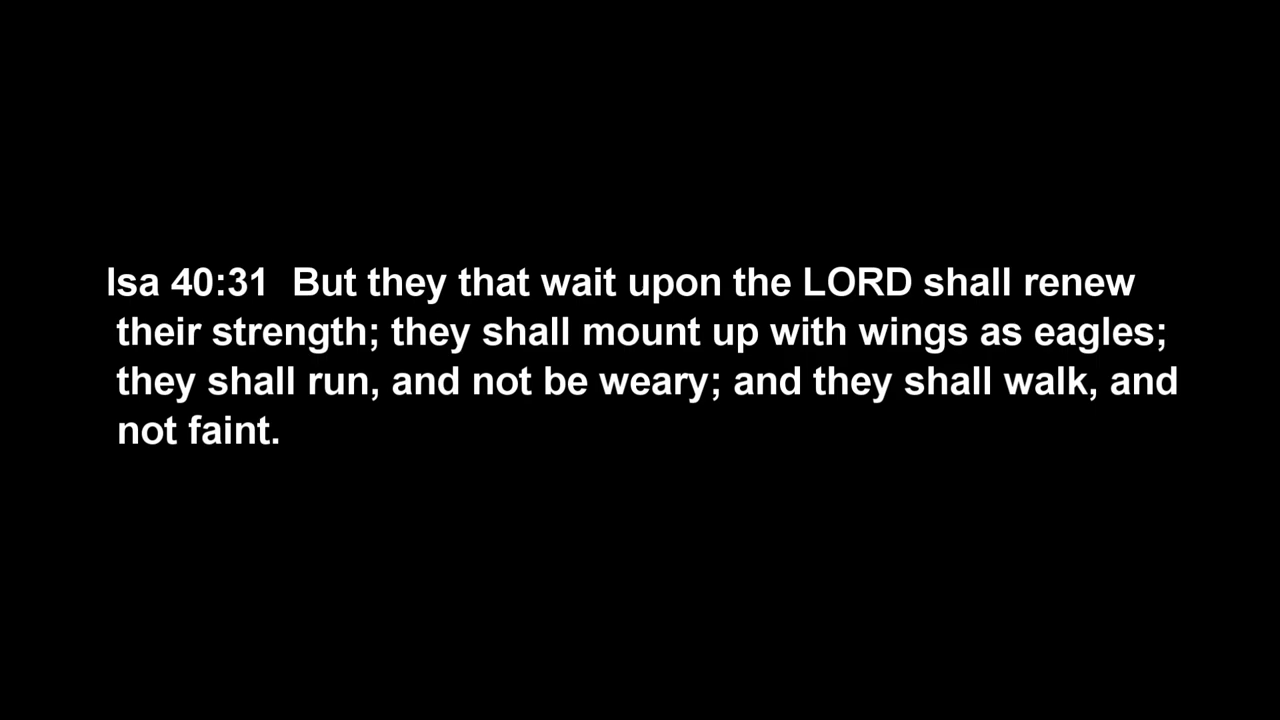 Isa 40:31  But they that wait upon the LORD shall renew
their strength; they shall mount up with wings as eagles;
they shall run, and not be weary; and they shall walk, and
not faint.